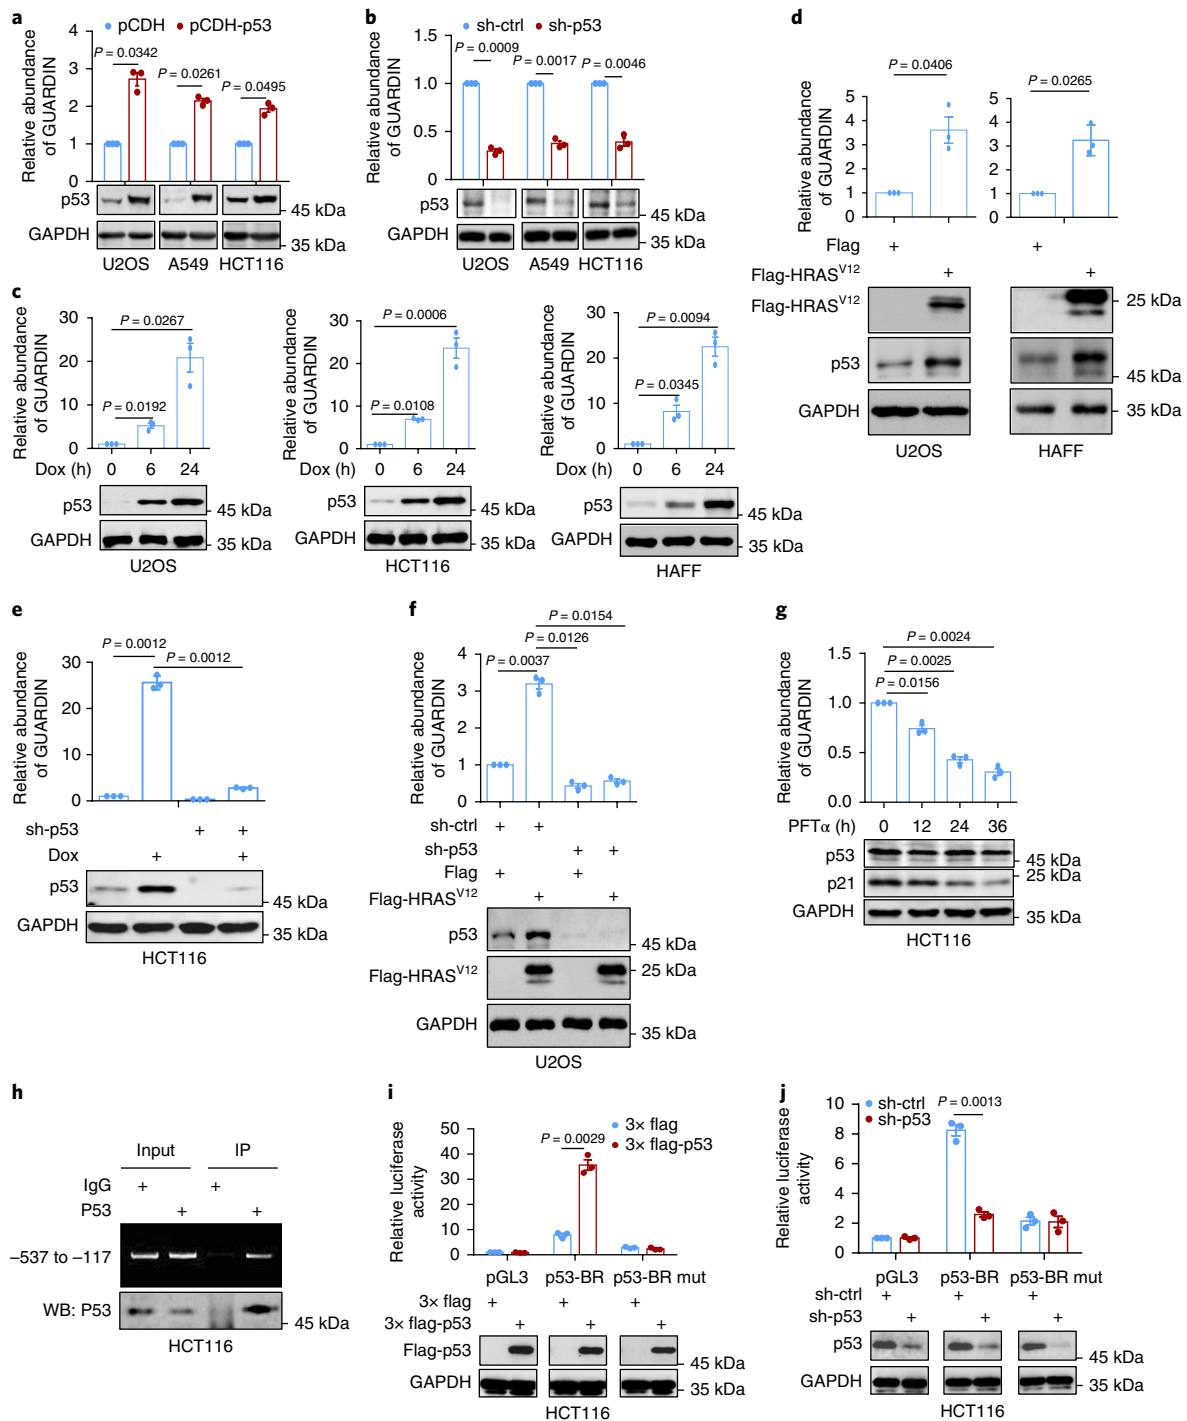 a
pCDH pCDH-p53
Relative abundance of GUARDIN
4
3
2
1
0
P = 0.0342
P = 0.0261
P = 0.0495
p53
45 kDa
GAPDH
35 kDa
U2OS A549 HCT116
b
sh-ctrl sh-p53
Relative abundance of GUARDIN
1.5
1.0
0.5
0
P = 0.0009
P = 0.0017
P = 0.0046
p53
45 kDa
GAPDH
35 kDa
U2OS A549 HCT116
c
Relative abundance of GUARDIN
30
20
10
0
P = 0.0267
P = 0.0192
Dox (h) 0 6 24
p53
45 kDa
GAPDH
35 kDa
U2OS
Relative abundance of GUARDIN
30
20
10
0
P = 0.0006
P = 0.0108
Dox (h) 0 6 24
p53
45 kDa
GAPDH
35 kDa
HCT116
Relative abundance of GUARDIN
30
20
10
0
P = 0.0094
P = 0.0345
Dox (h) 0 6 24
p53
45 kDa
GAPDH
35 kDa
HAFF
d
Relative abundance of GUARDIN
5
4
3
2
1
0
P = 0.0406
Relative abundance of GUARDIN
5
4
3
2
1
0
P = 0.0265
Flag + +
Flag-HRASV12 + +
Flag-HRASV12
25 kDa
p53
45 kDa
GAPDH
35 kDa
U2OS HAFF
e
Relative abundance of GUARDIN
30
20
10
0
P = 0.0012
P = 0.0012
sh-p53 + +
Dox + +
p53
45 kDa
GAPDH
35 kDa
HCT116
f
Relative abundance of GUARDIN
4
3
2
1
0
P = 0.0154
P = 0.0126
P = 0.0037
sh-ctrl + +
sh-p53 + +
Flag + +
Flag-HRASV12 + +
p53
45 kDa
Flag-HRASV12
25 kDa
GAPDH
35 kDa
U2OS
g
Relative abundance of GUARDIN
1.5
1.0
0.5
0.0
P = 0.0024
P = 0.0025
P = 0.0156
PFTα (h) 0 12 24 36
p53
45 kDa
p21
25 kDa
GAPDH
35 kDa
HCT116
h
Input IP
IgG + +
P53 + +
–537 to –117
WB: P53
45 kDa
HCT116
i
Relative luciferase activity
50
40
30
20
10
0
3× flag
3× flag-p53
P = 0.0029
pGL3 p53-BR p53-BR mut
3× flag + + +
3× flag-p53 + + +
Flag-p53
45 kDa
GAPDH
35 kDa
HCT116
j
Relative luciferase activity
10
8
6
4
2
0
sh-ctrl
sh-p53
P = 0.0013
pGL3 p53-BR p53-BR mut
sh-ctrl + + +
sh-p53 + + +
p53
45 kDa
GAPDH
35 kDa
HCT116